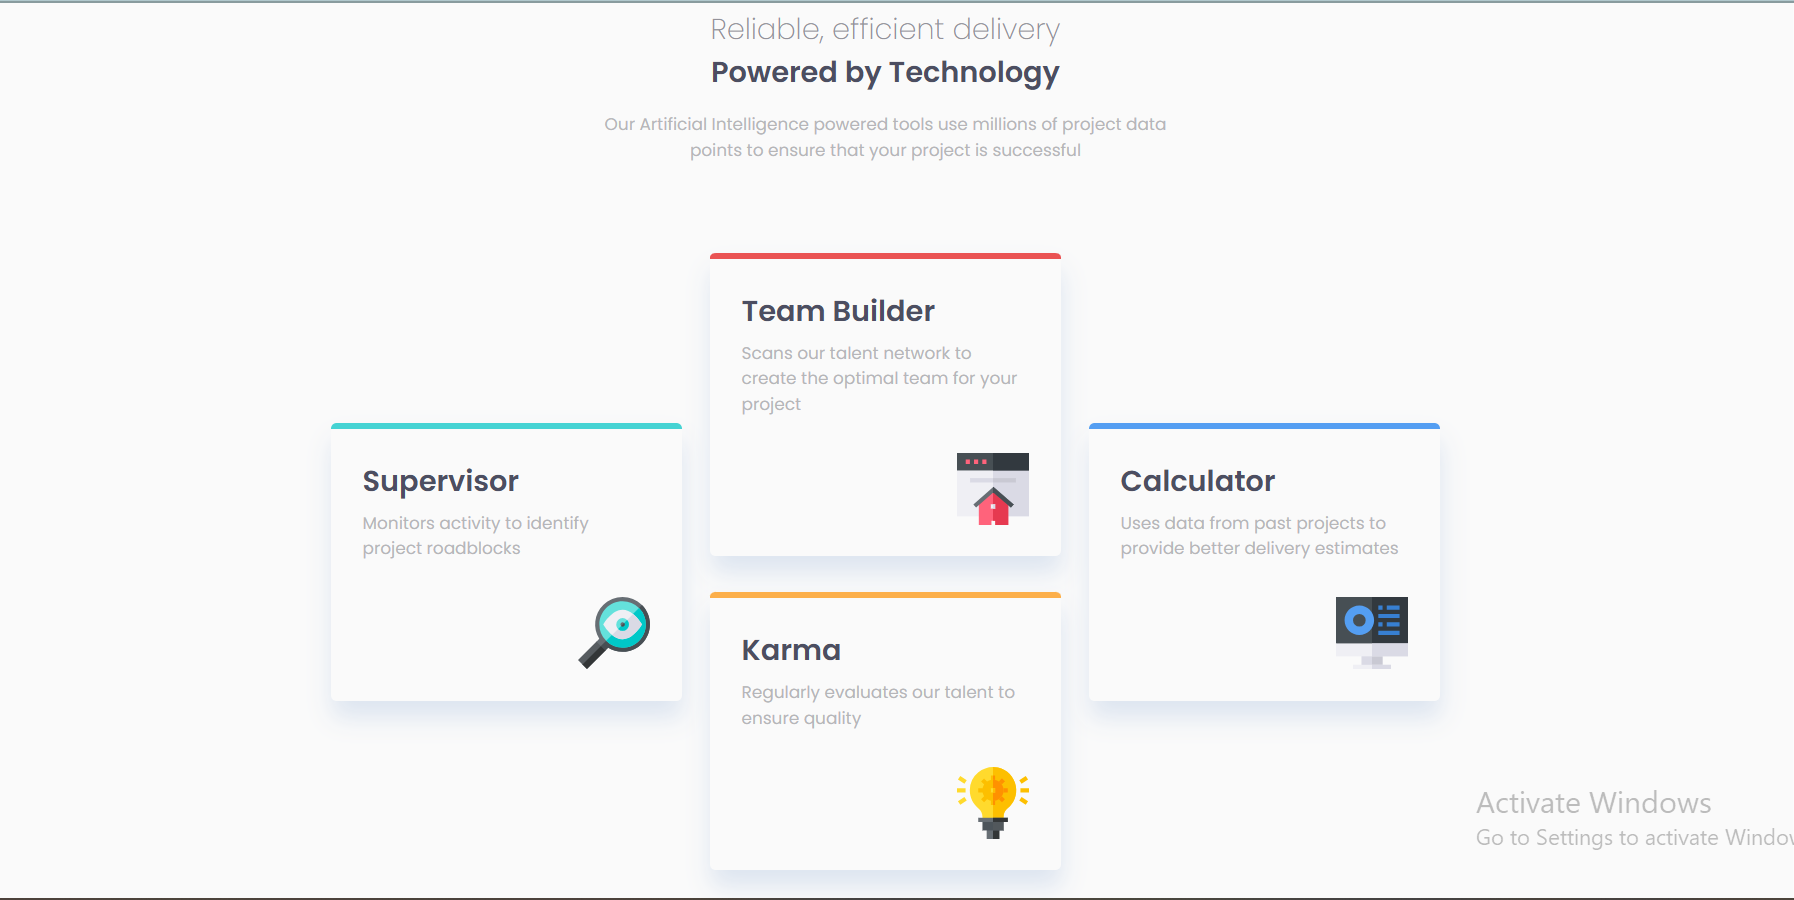 Reliable, efficient delivery
Powered by Technology
Our Artificial Intelligence powered tools use millions of project data
points to ensure that your project is successful
Team Builder
Scans our talent network to
create the optimal team for your
project
Supervisor
Monitors activity to identify
project roadblocks
Calculator
Uses data from past projects to
provide better delivery estimates
Karma
Regularly evaluates our talent to
ensure quality
Activate Windows
Go to Settings to activate Window